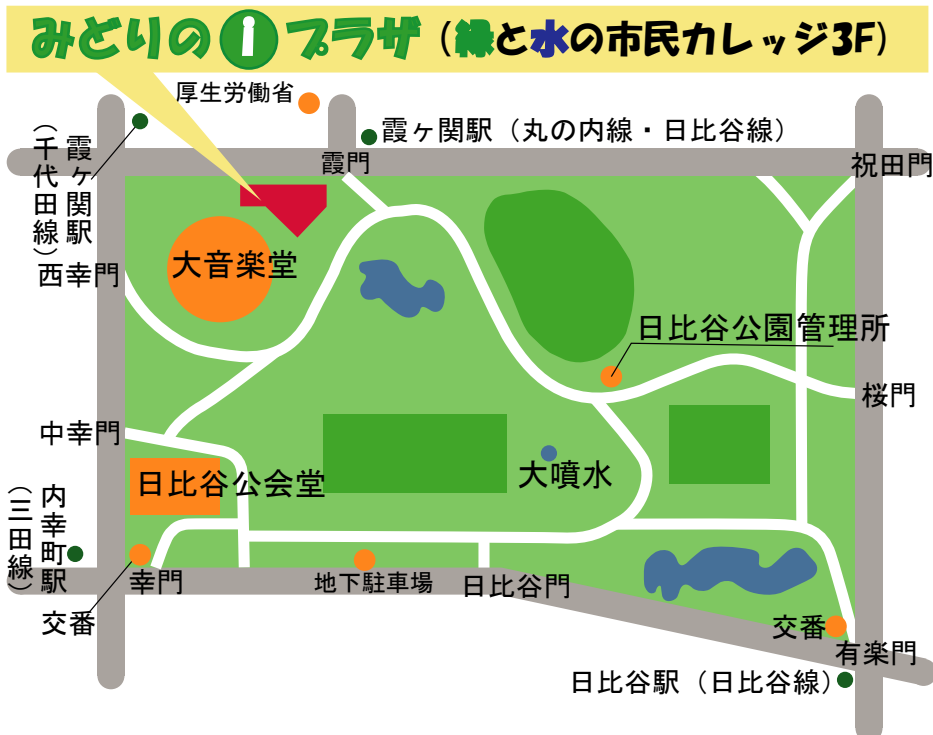 みどりのiプラザ（緑と水の市民カレッジ3F）
厚生労働省
霞ヶ関駅（丸の内線・日比谷線）
霞ヶ関駅
（千代田線）
霞門
祝田門
大音楽堂
西幸門
日比谷公園管理所
桜門
中幸門
日比谷公会堂
大噴水
内幸町駅
（三田線）
幸門
地下駐車場
日比谷門
交番
交番
有楽門
日比谷駅（日比谷線）